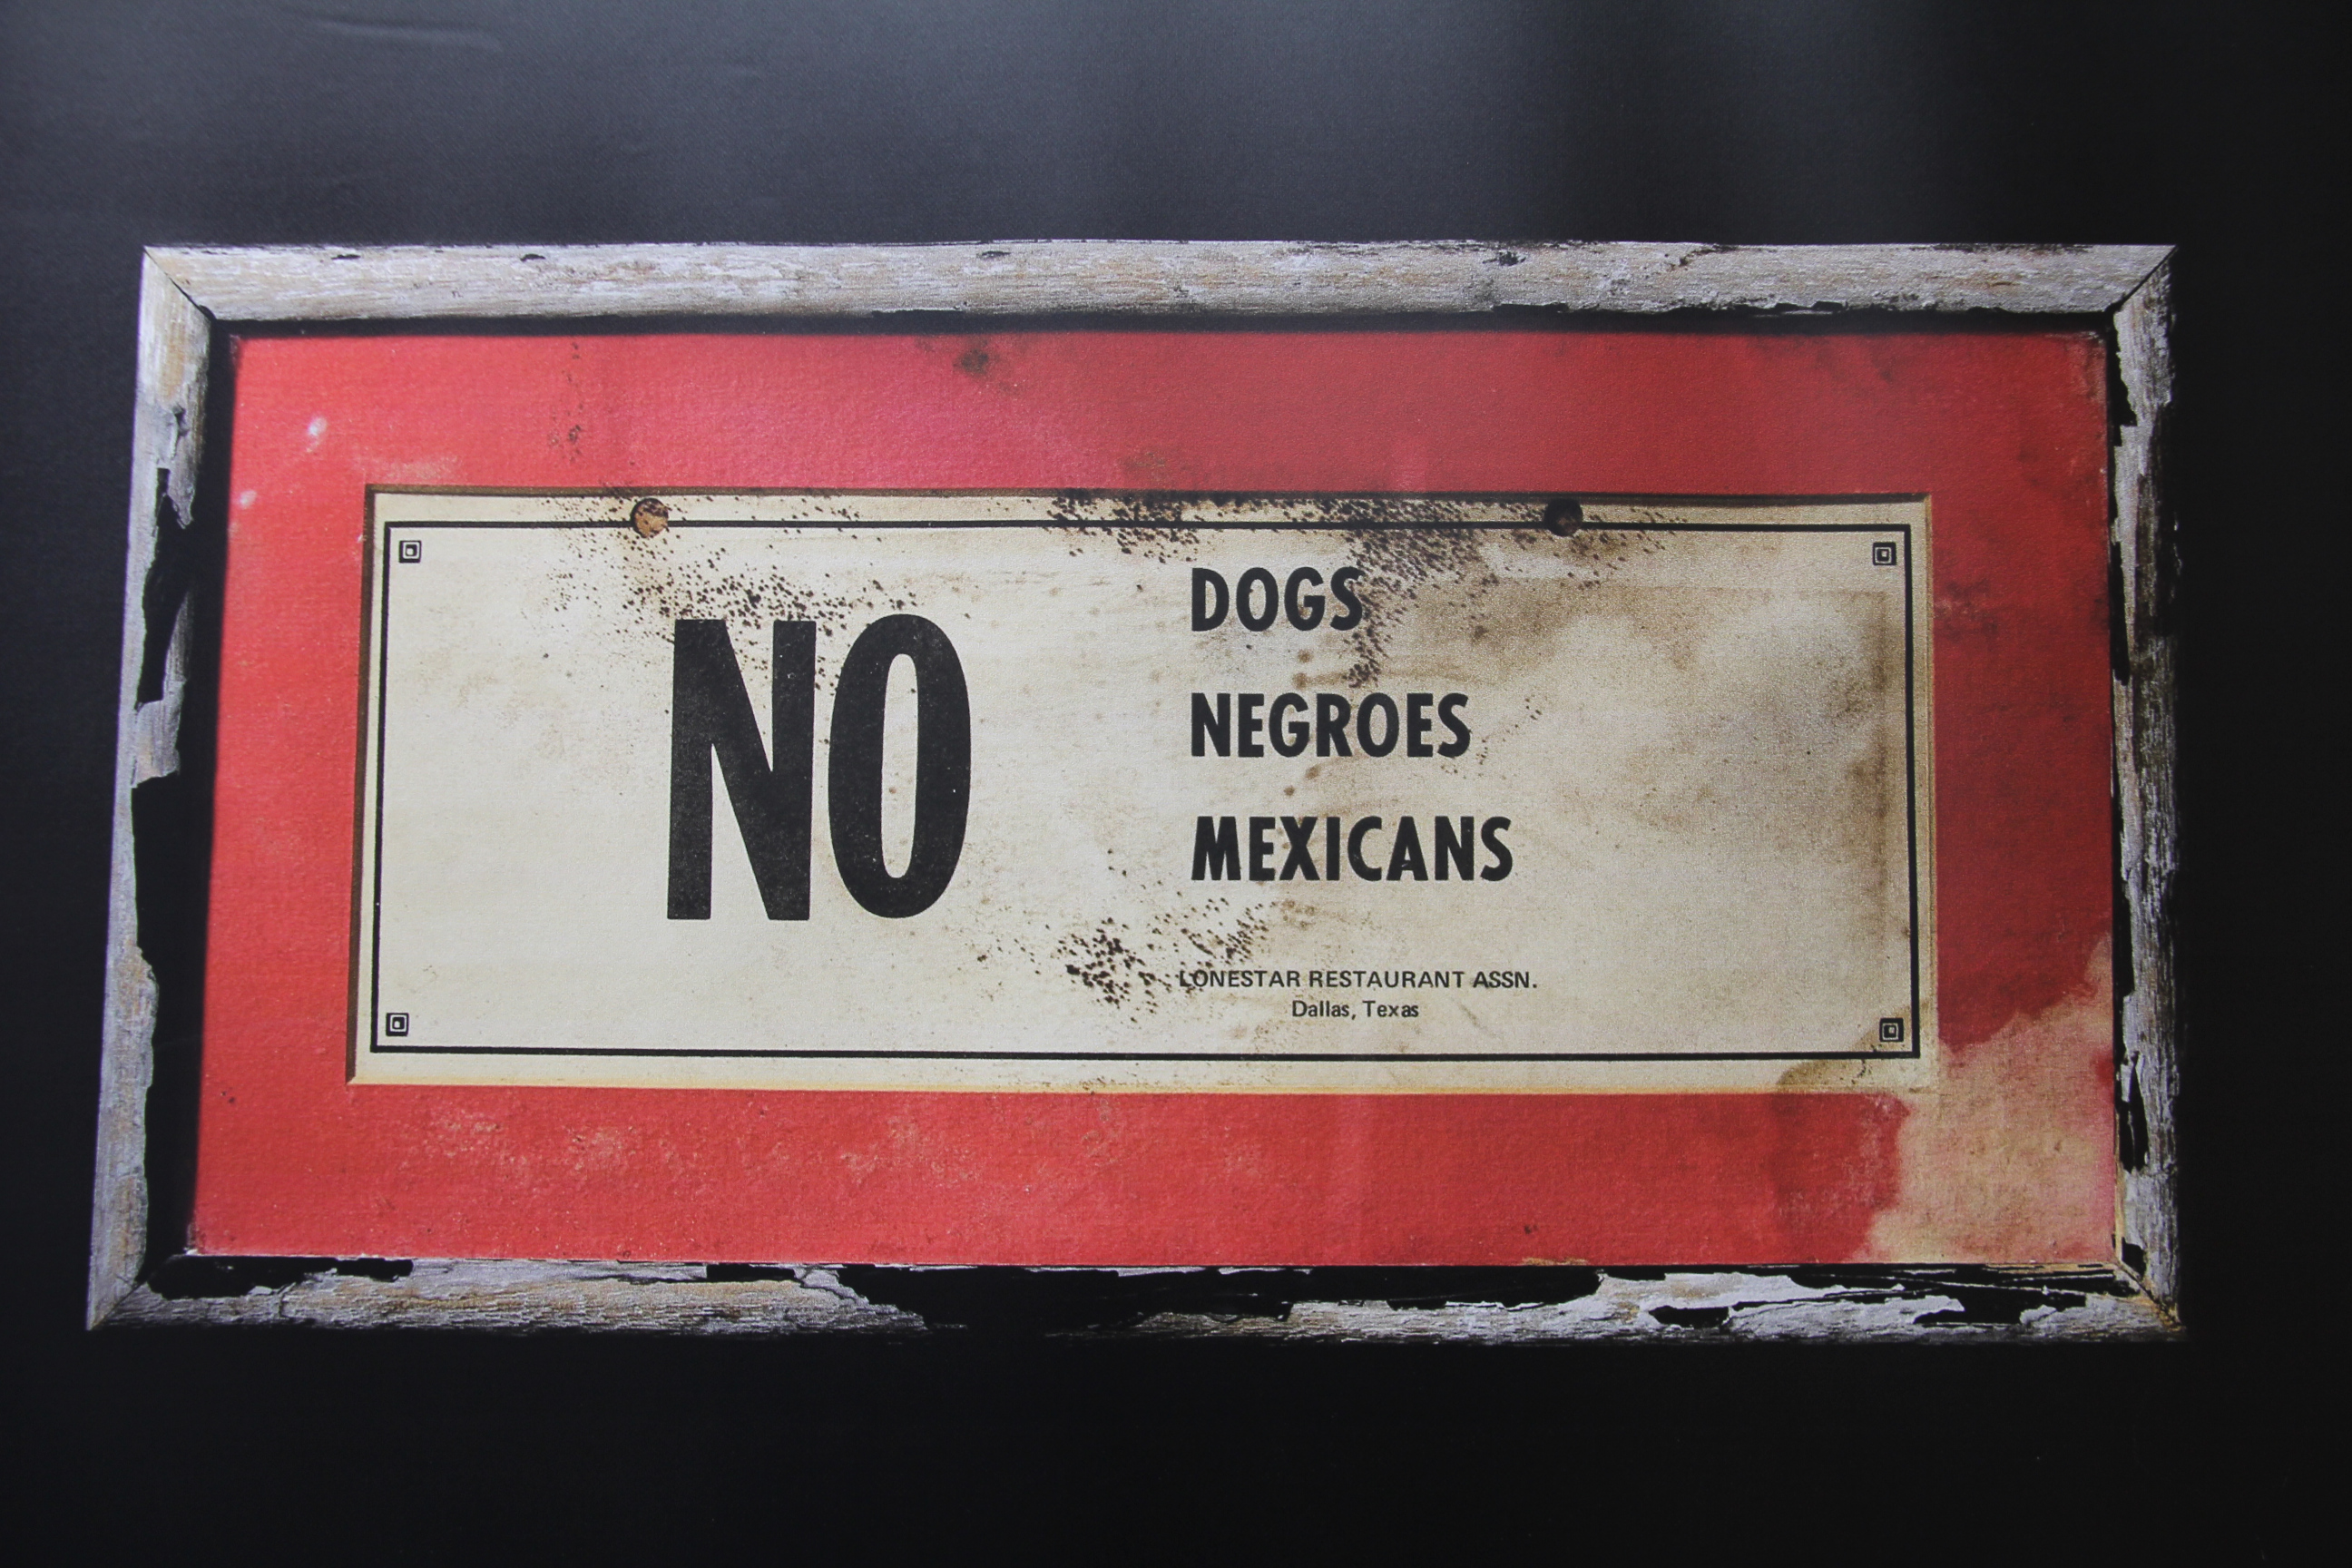 NO
DOGS
NEGROES
MEXICANS
LONESTAR RESTAURANT ASSN.
Dallas, Texas